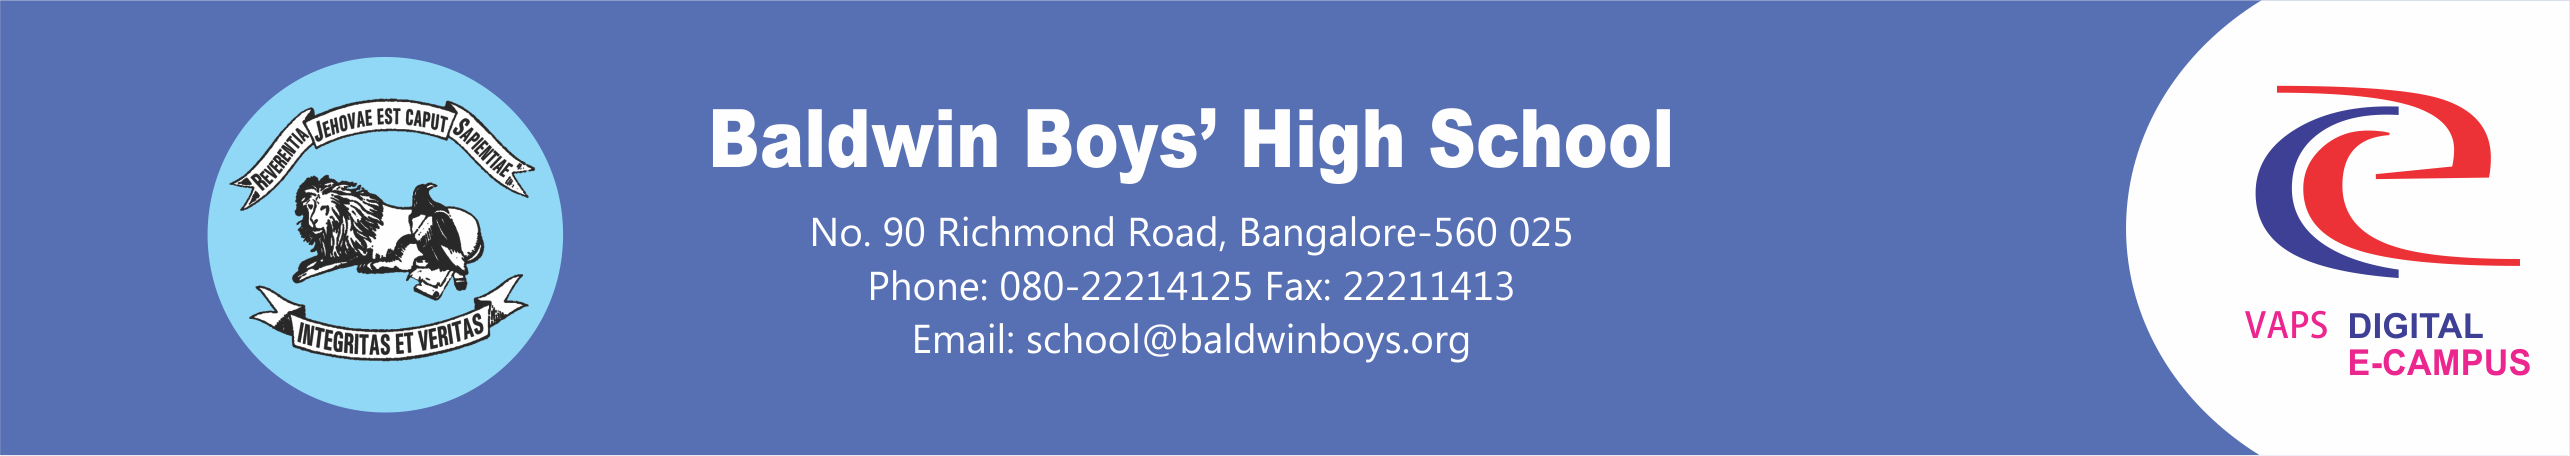 REVERENTIA JEHOVAE EST CAPUT SAPIENTIAE
INTEGRITAS ET VERITAS
Baldwin Boys’ High School
No. 90 Richmond Road, Bangalore-560 025
Phone: 080-22214125 Fax: 22211413
Email: school@baldwinboys.org
VAPS DIGITAL
E-CAMPUS